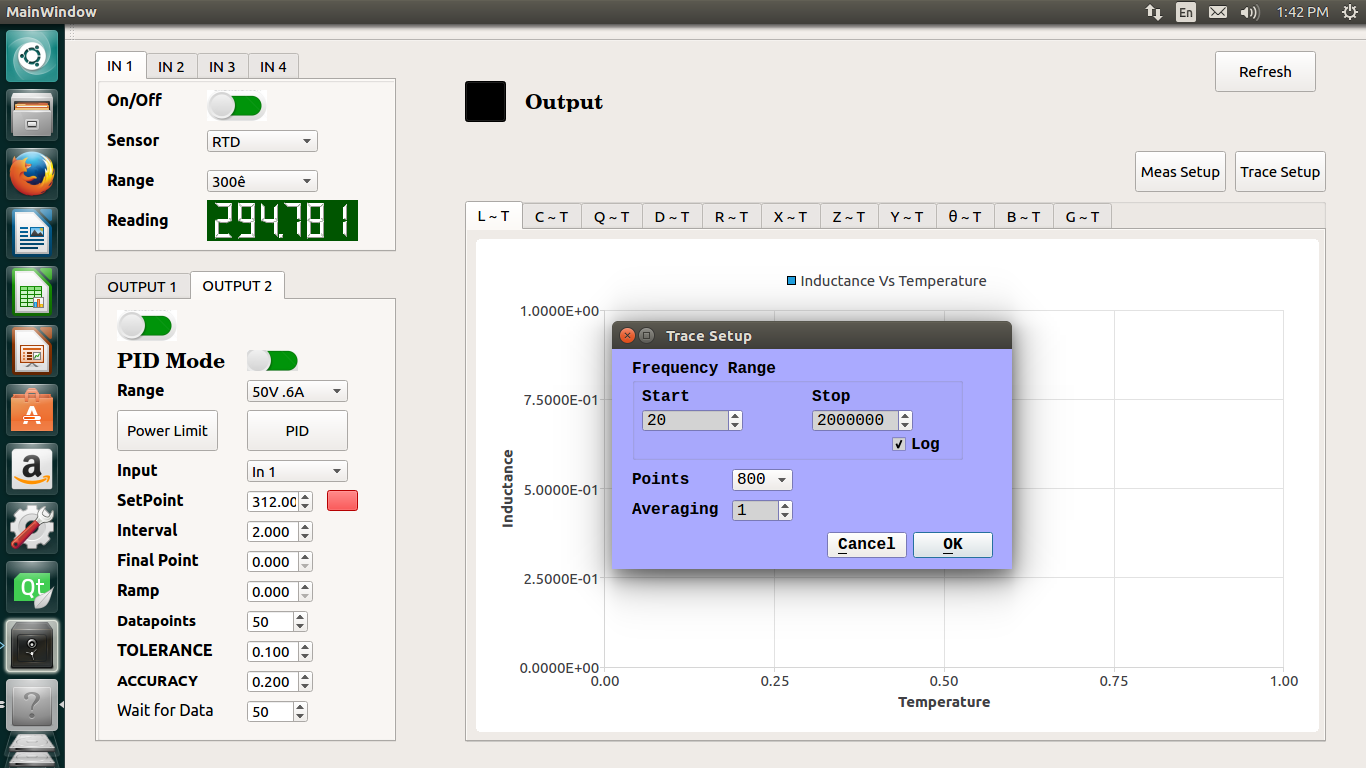 MainWindow
En
1:42 PM
IN 1 IN 2 IN 3 IN 4
On/Off
Sensor RTD
Range 300ê
Reading 294.781
OUTPUT 1 OUTPUT 2
PID Mode
Range 50V .6A
Power Limit PID
Input In 1
SetPoint 312.00
Interval 2.000
Final Point 0.000
Ramp 0.000
Datapoints 50
TOLERANCE 0.100
ACCURACY 0.200
Wait for Data 50
Output
Refresh
Meas Setup Trace Setup
L ~ T C ~ T Q ~ T D ~ T R ~ T X ~ T Z ~ T Y ~ T θ ~ T B ~ T G ~ T
Inductance Vs Temperature
1.0000E+00
7.5000E-01
5.0000E-01
2.5000E-01
0.0000E+00
Inductance
0.00 0.25 0.50 0.75 1.00
Temperature
Trace Setup
Frequency Range
Start Stop
20 2000000
Log
Points 800
Averaging 1
Cancel OK
a
Qt
?